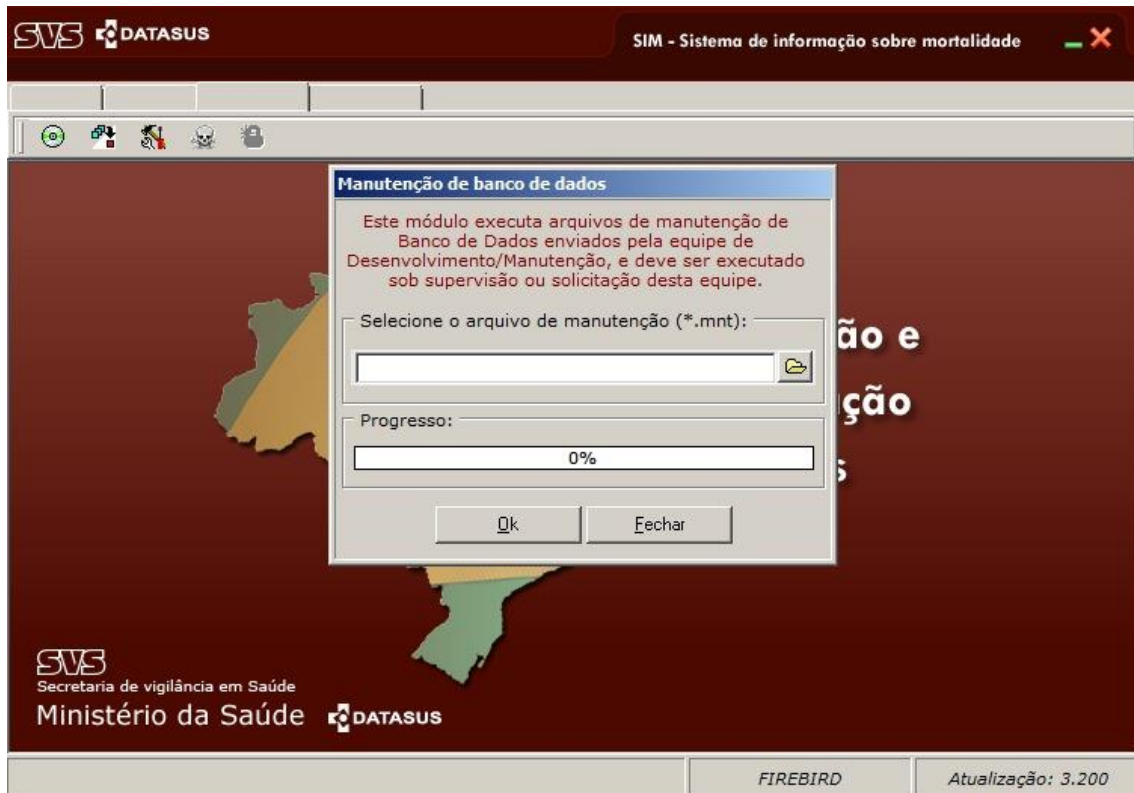 SVS DATASUS
SIM - Sistema de informação sobre mortalidade
Manutenção de banco de dados
Este módulo executa arquivos de manutenção de
Banco de Dados enviados pela equipe de
Desenvolvimento/Manutenção, e deve ser executado
sob supervisão ou solicitação desta equipe.
Selecione o arquivo de manutenção (*.mnt):
Progresso:
0%
Ok Fechar
ão e
ção
s
SVS
Secretaria de vigilância em Saúde
Ministério da Saúde DATASUS
FIREBIRD Atualização: 3.200